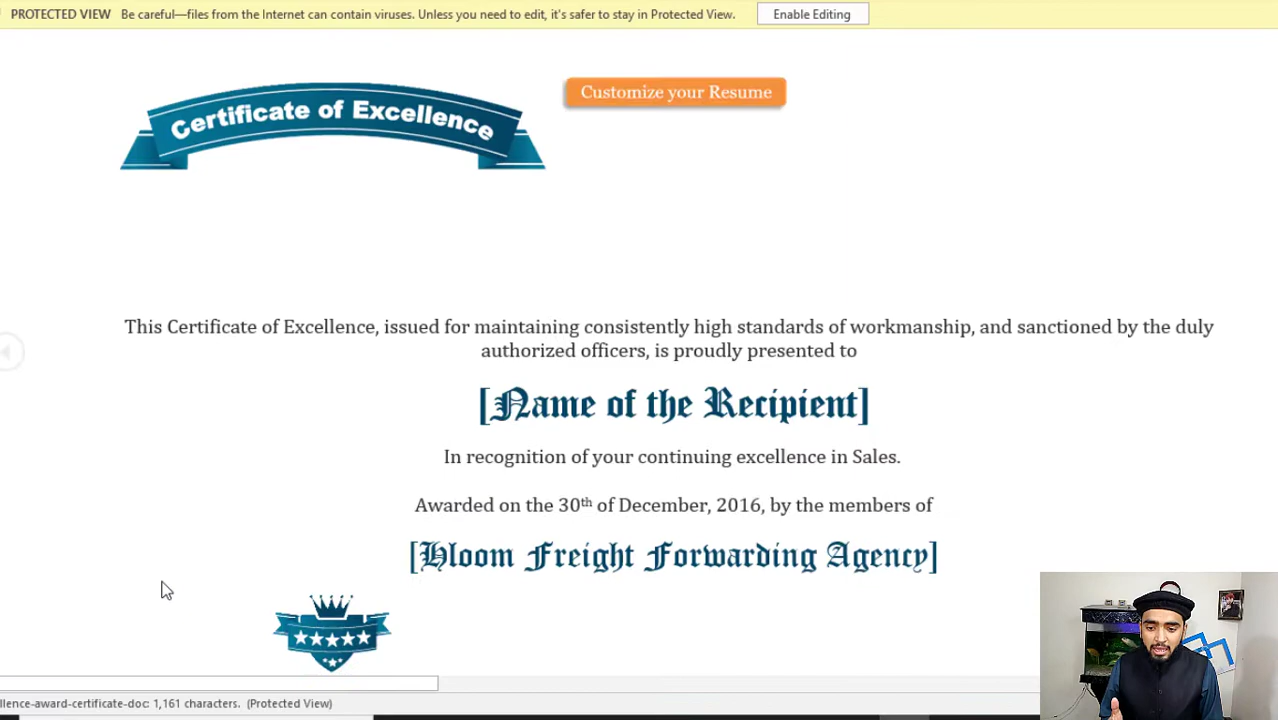 PROTECTED VIEW Be careful—files from the Internet can contain viruses. Unless you need to edit, it's safer to stay in Protected View. Enable Editing
Certificate of Excellence
Customize your Resume
This Certificate of Excellence, issued for maintaining consistently high standards of workmanship, and sanctioned by the duly
authorized officers, is proudly presented to
[Name of the Recipient]
In recognition of your continuing excellence in Sales.
Awarded on the 30th of December, 2016, by the members of
[Hloom Freight Forwarding Agency]
llence-award-certificate-doc: 1,161 characters. (Protected View)